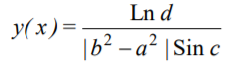 y(x) = Ln d / |b² – a² | Sin c